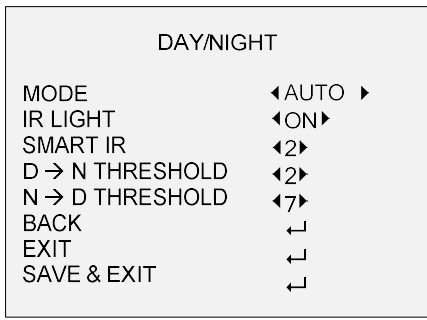 DAY/NIGHT
MODE ◂AUTO ▸
IR LIGHT ◂ON▸
SMART IR ◂2▸
D → N THRESHOLD ◂2▸
N → D THRESHOLD ◂7▸
BACK ↵
EXIT ↵
SAVE & EXIT ↵